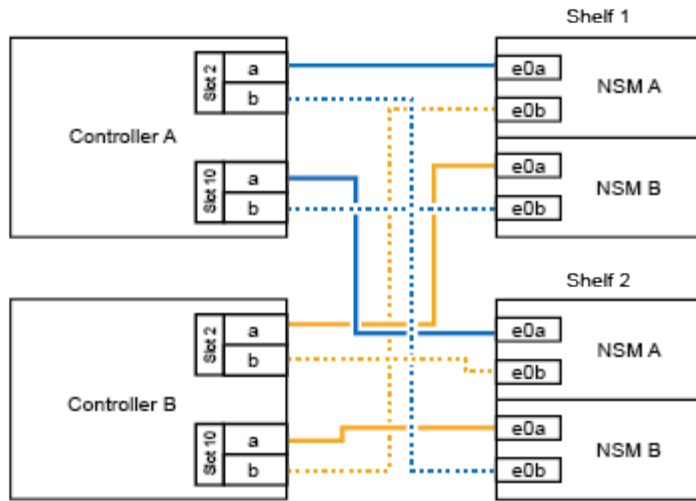 Shelf 1
Controller A
Slot 2
a
b
Slot 10
a
b
e0a
e0b
NSM A
e0a
e0b
NSM B
Shelf 2
Controller B
Slot 2
a
b
Slot 10
a
b
e0a
e0b
NSM A
e0a
e0b
NSM B